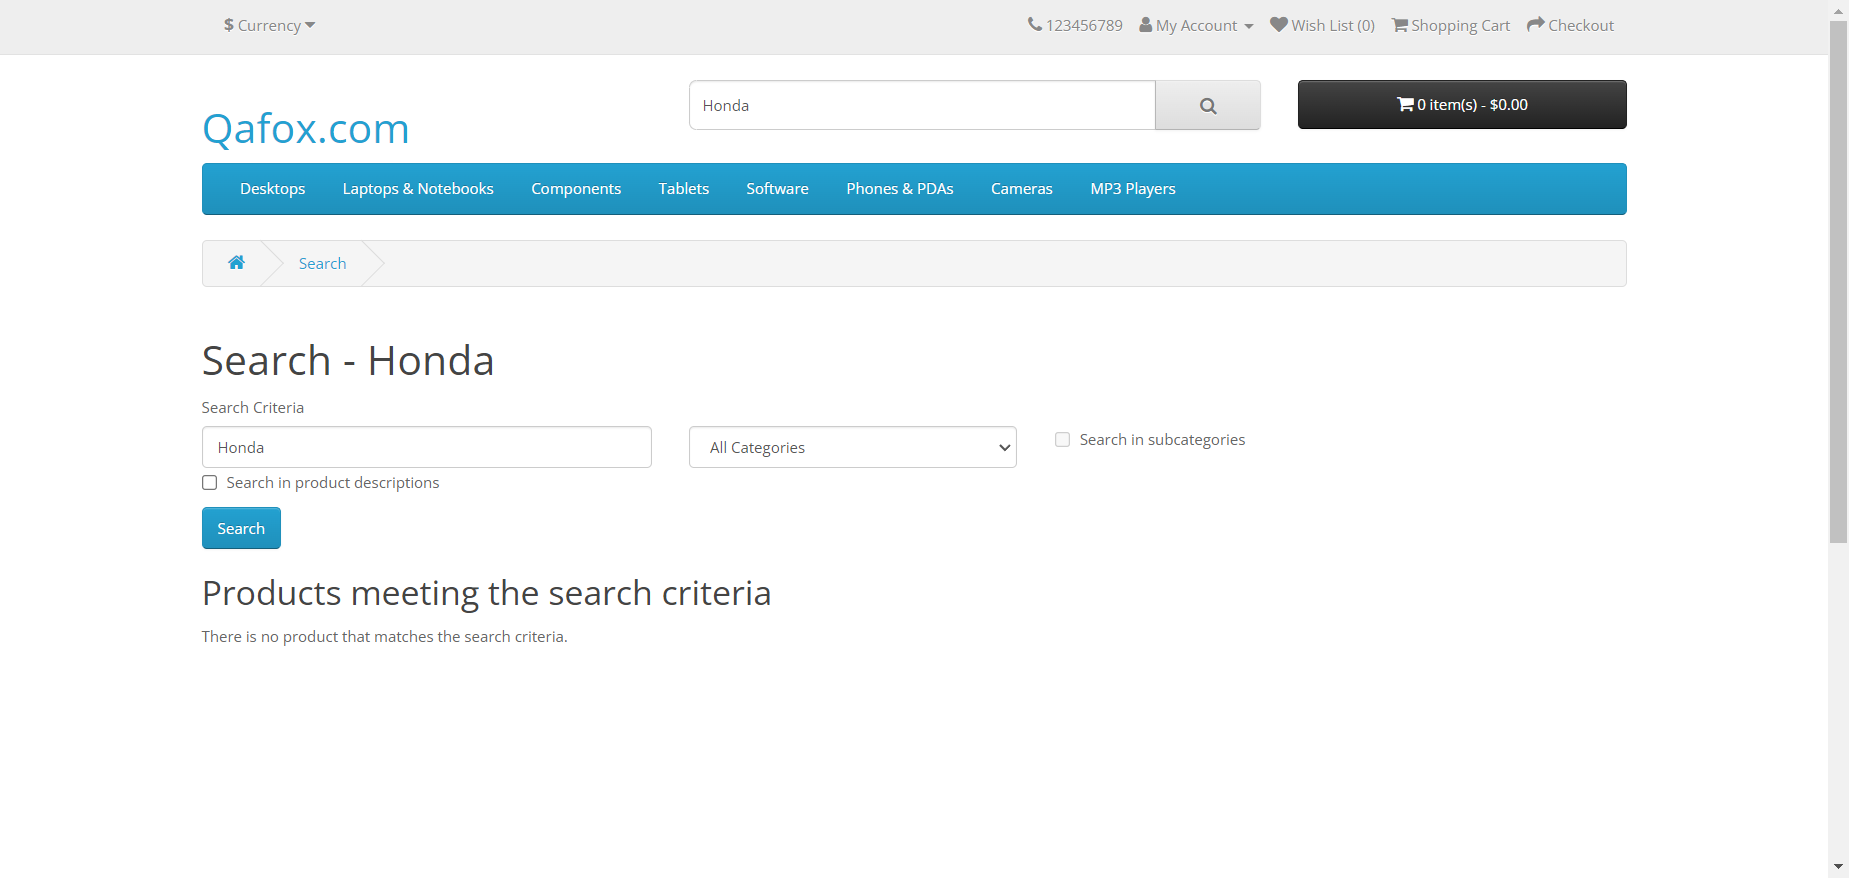 $ Currency
123456789 My Account Wish List (0) Shopping Cart Checkout
Honda
0 item(s) - $0.00
Qafox.com
Desktops Laptops & Notebooks Components Tablets Software Phones & PDAs Cameras MP3 Players
Search
Search - Honda
Search Criteria
Honda All Categories Search in subcategories
Search in product descriptions
Search
Products meeting the search criteria
There is no product that matches the search criteria.